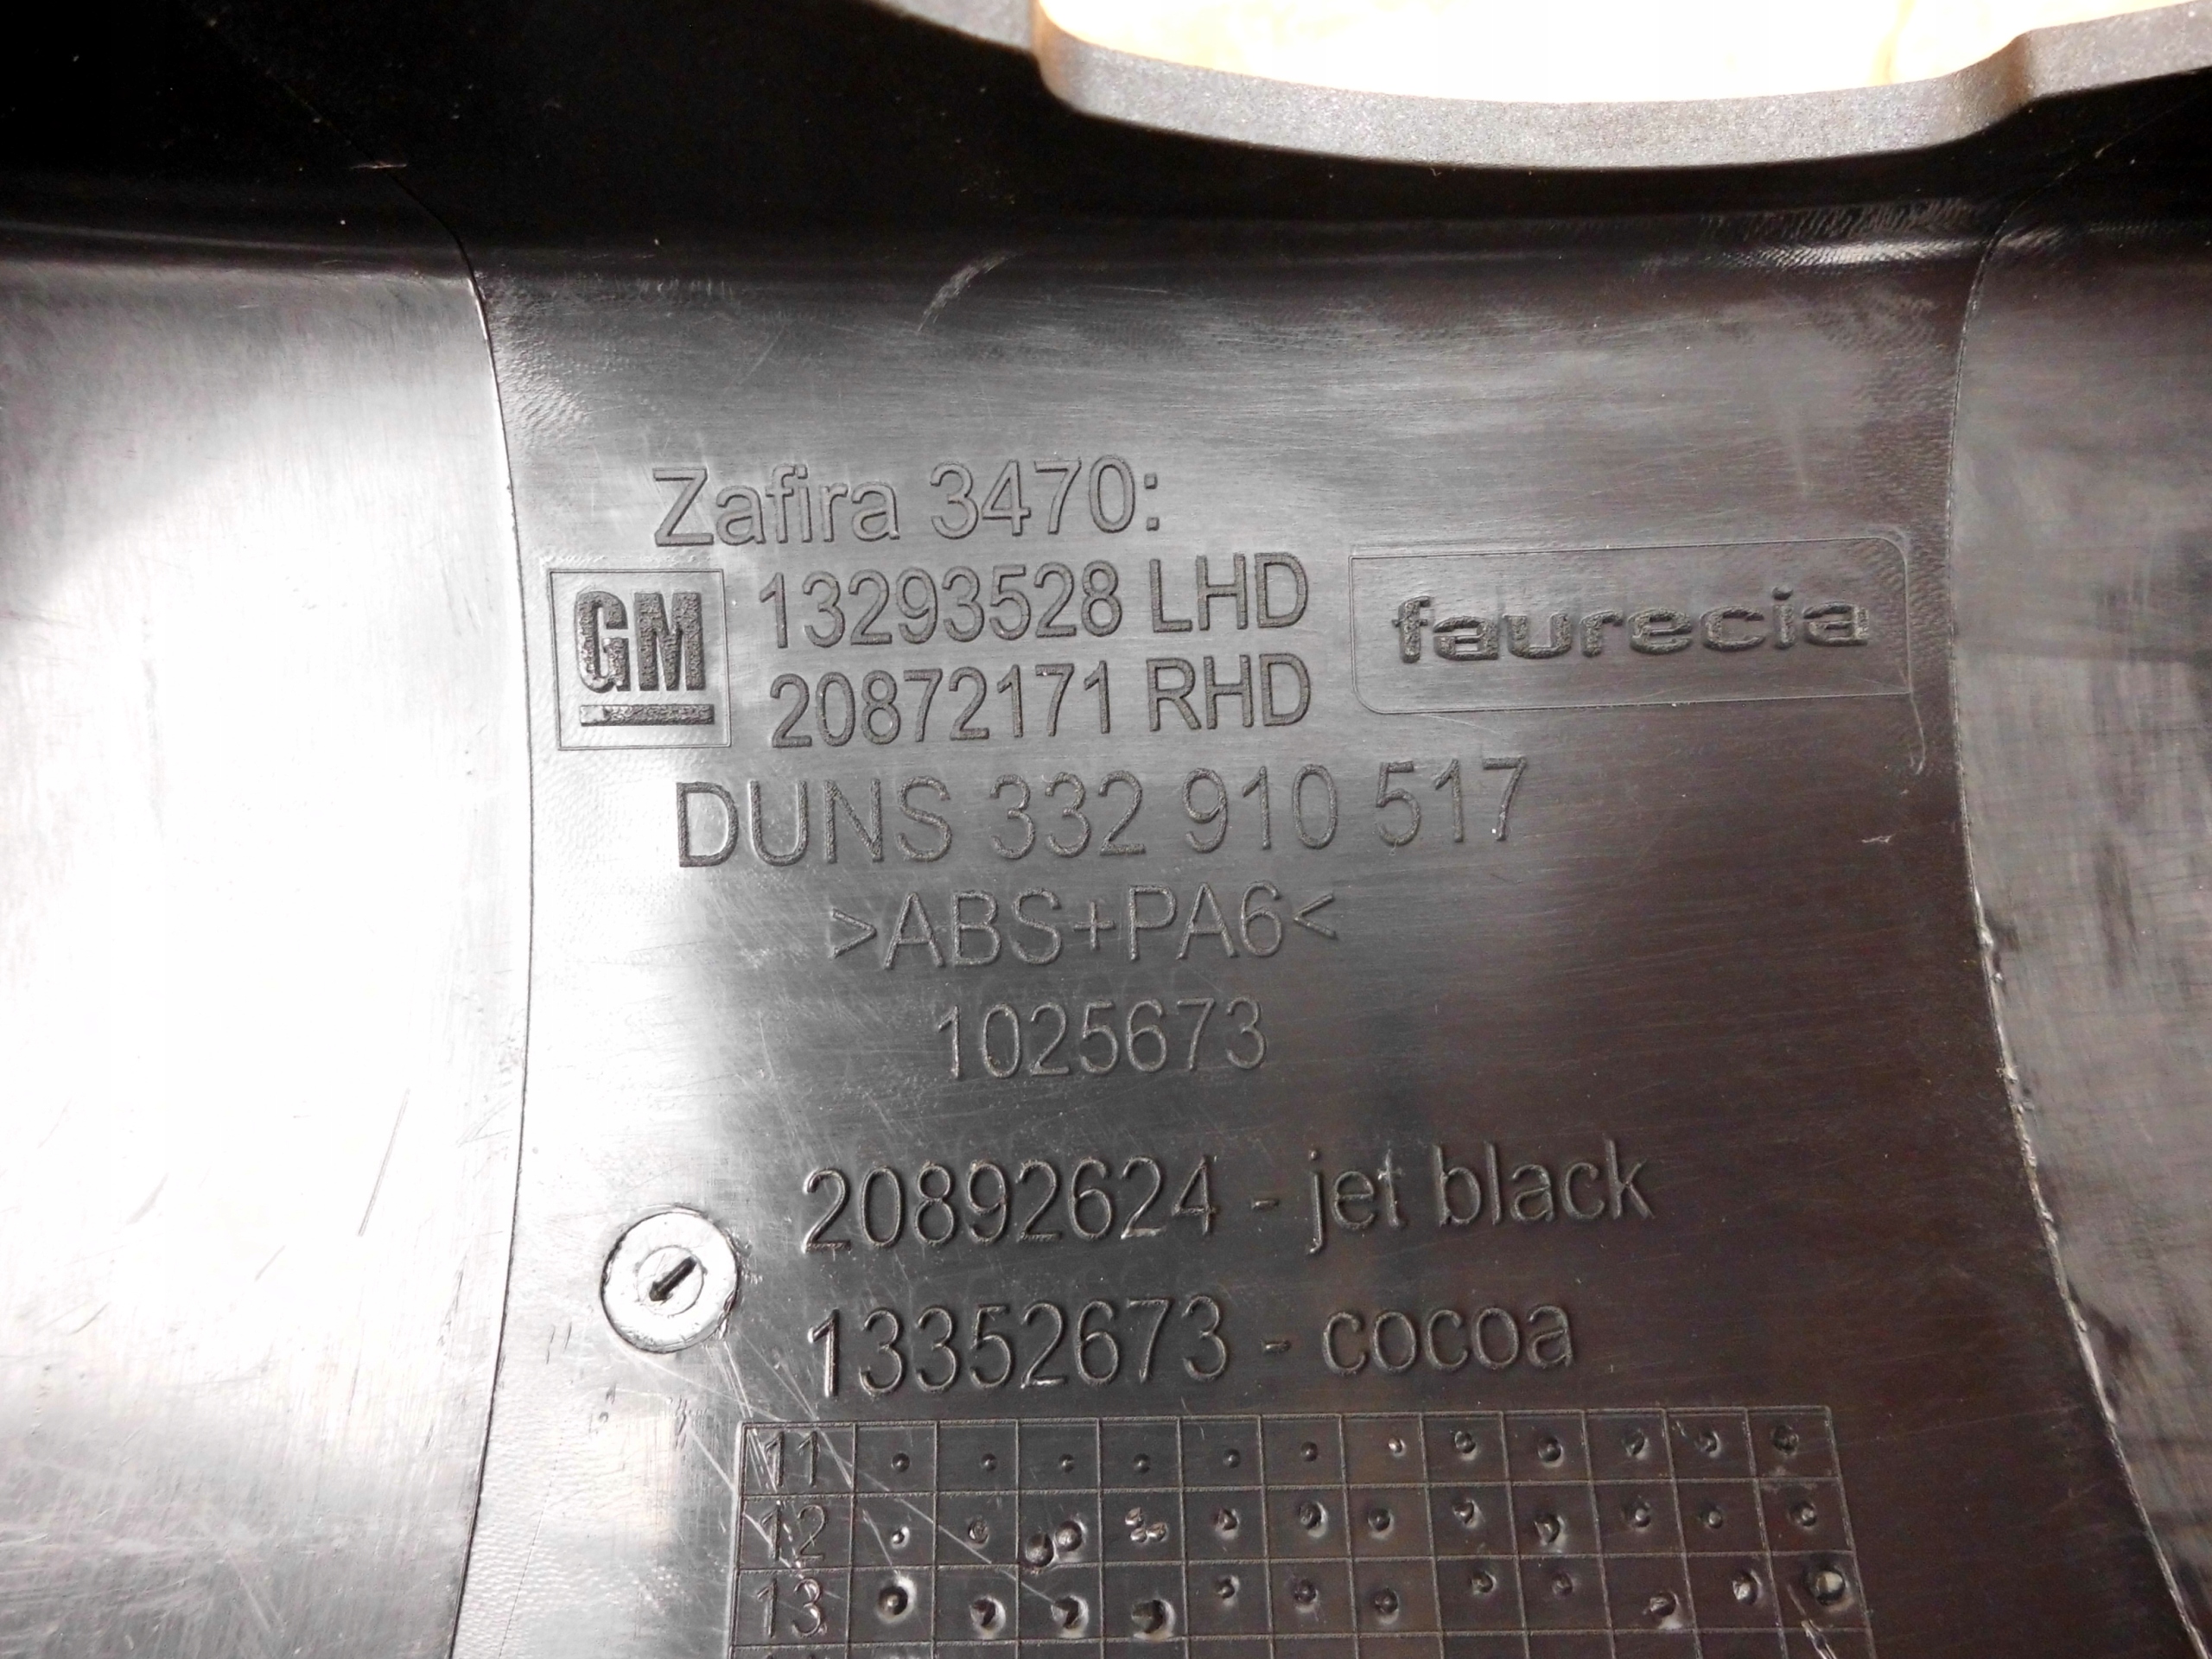 Zafira 3470:
GM
13293528 LHD
20872171 RHD
faurecia
DUNS 332 910 517
>ABS+PA6<
1025673
20892624 - jet black
13352673 - cocoa
11
12
13